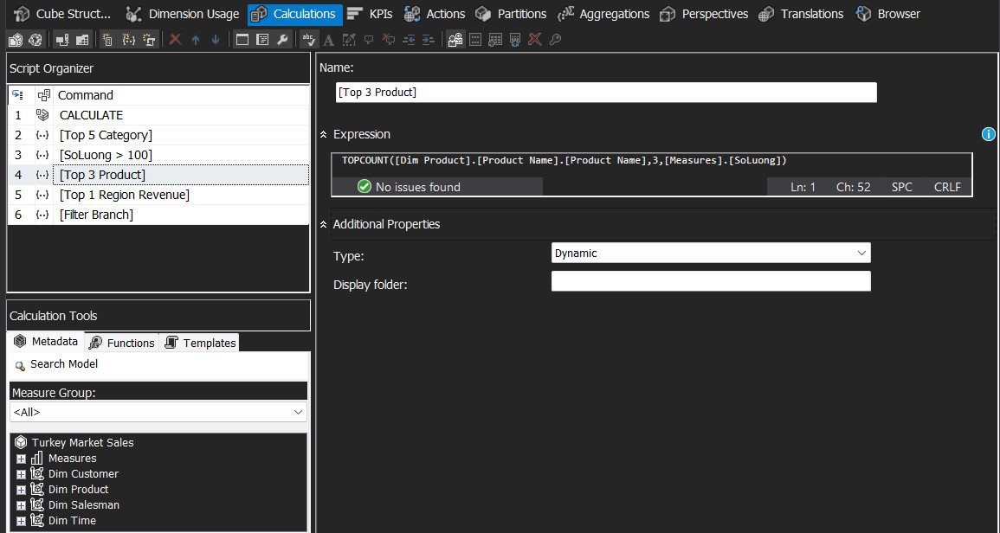 Cube Struct... Dimension Usage Calculations KPIs Actions Partitions Aggregations Perspectives Translations Browser
Script Organizer
Command
1 CALCULATE
2 [Top 5 Category]
3 [SoLuong > 100]
4 [Top 3 Product]
5 [Top 1 Region Revenue]
6 [Filter Branch]
Calculation Tools
Metadata Functions Templates
Search Model
Measure Group:
<All>
Turkey Market Sales
Measures
Dim Customer
Dim Product
Dim Salesman
Dim Time
Name:
[Top 3 Product]
Expression
TOPCOUNT([Dim Product].[Product Name].[Product Name],3,[Measures].[SoLuong])
No issues found Ln: 1 Ch: 52 SPC CRLF
Additional Properties
Type: Dynamic
Display folder: